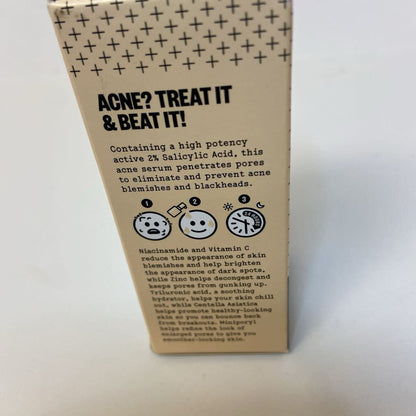 ACNE? TREAT IT
& BEAT IT!
Containing a high potency
active 2% Salicylic Acid, this
acne serum penetrates pores
to eliminate and prevent acne
blemishes and blackheads.
1 2 3
Niacinamide and Vitamin C
reduce the appearance of skin
blemishes and help brighten
the appearance of dark spots,
while Zinc helps decongest and
keeps pores from gunking up.
Triluronic acid, a soothing
hydrator, helps your skin chill
out, while Centella Asiatica
helps promote healthy-looking
skin so you can bounce back
from breakouts. Miniporyl
helps refine the look of
enlarged pores to give you
smoother-looking skin.